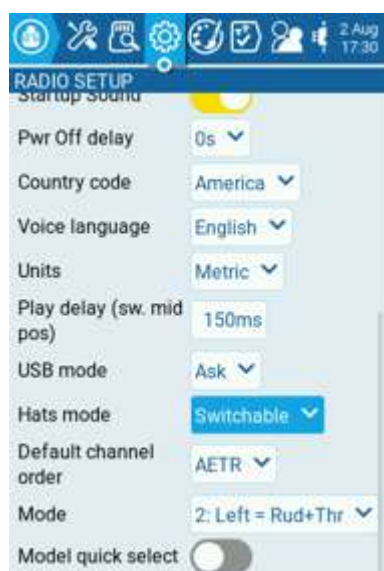 2 Aug
17:30
RADIO SETUP
Startup Sound
Pwr Off delay 0s
Country code America
Voice language English
Units Metric
Play delay (sw. mid
pos) 150ms
USB mode Ask
Hats mode Switchable
Default channel
order AETR
Mode 2: Left = Rud+Thr
Model quick select